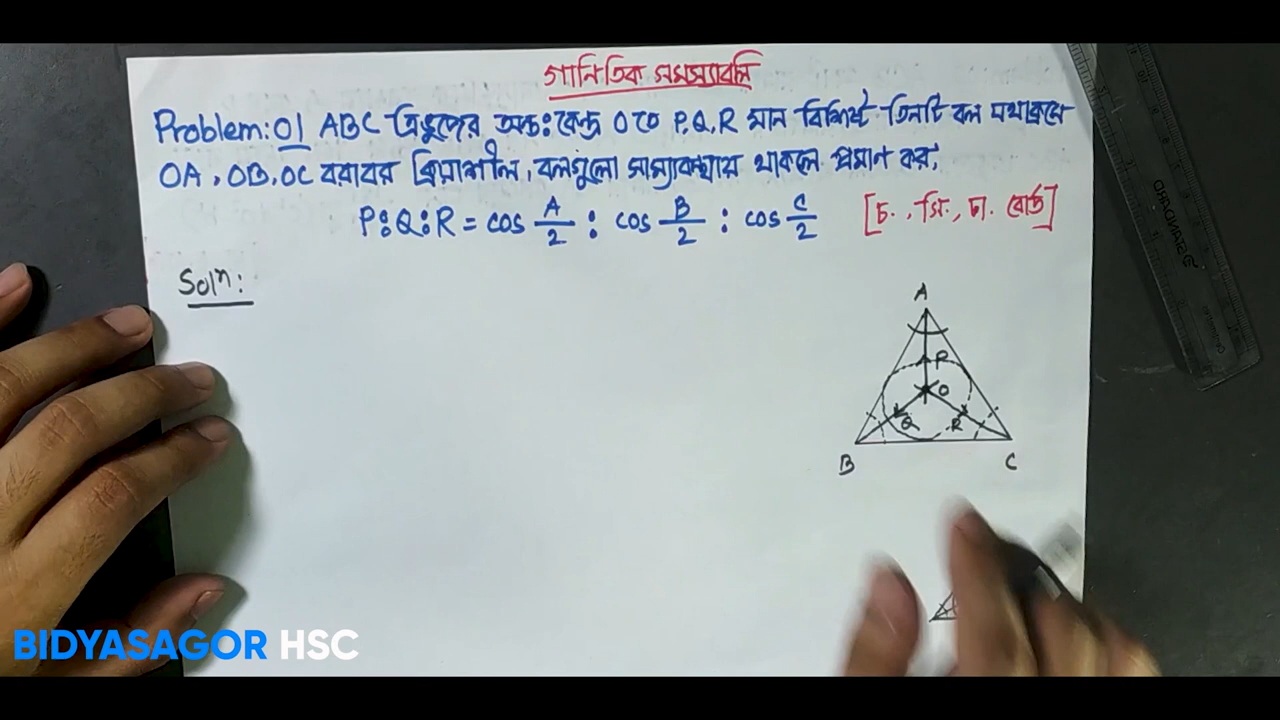 গানিতিক সমস্যাবলি
Problem: 01 ABC ত্রিভুজের অন্তঃকেন্দ্র O তে P,Q,R মান বিশিষ্ট তিনটি বল যথাক্রমে
OA, OB, OC বরাবর ক্রিয়াশীল, বলগুলো সাম্যাবস্থায় থাকলে প্রমাণ কর,
P:Q:R = cos A/2 : cos B/2 : cos C/2 [চ., সি., ঢা. বোর্ড]
Solⁿ:
A
P
O
Q R
B C
STANDARD
BIDYASAGOR HSC